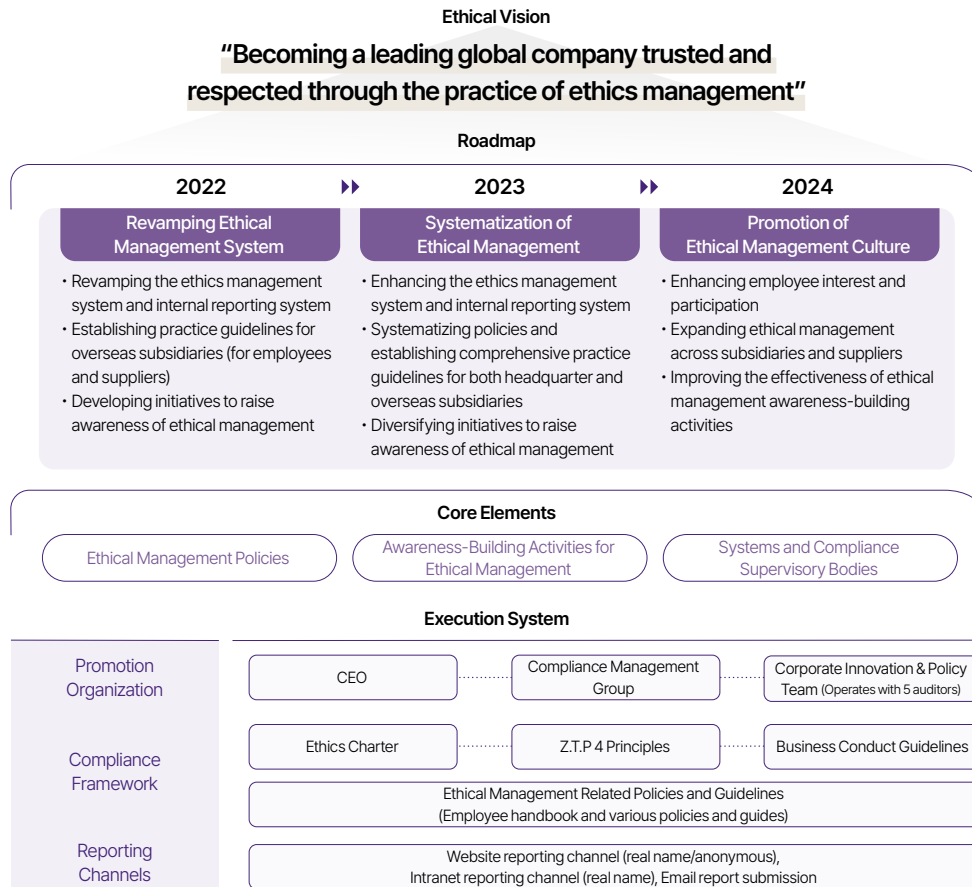 Ethical Vision
“Becoming a leading global company trusted and
respected through the practice of ethics management”
Roadmap
2022
2023
2024
Revamping Ethical
Management System
· Revamping the ethics management
system and internal reporting system
· Establishing practice guidelines for
overseas subsidiaries (for employees
and suppliers)
· Developing initiatives to raise
awareness of ethical management
Systematization of
Ethical Management
· Enhancing the ethics management
system and internal reporting system
· Systematizing policies and
establishing comprehensive practice
guidelines for both headquarter and
overseas subsidiaries
· Diversifying initiatives to raise
awareness of ethical management
Promotion of
Ethical Management Culture
· Enhancing employee interest and
participation
· Expanding ethical management
across subsidiaries and suppliers
· Improving the effectiveness of ethical
management awareness-building
activities
Core Elements
Ethical Management Policies
Awareness-Building Activities for
Ethical Management
Systems and Compliance
Supervisory Bodies
Execution System
Promotion
Organization
CEO
Compliance Management
Group
Corporate Innovation & Policy
Team (Operates with 5 auditors)
Compliance
Framework
Ethics Charter
Z.T.P 4 Principles
Business Conduct Guidelines
Ethical Management Related Policies and Guidelines
(Employee handbook and various policies and guides)
Reporting
Channels
Website reporting channel (real name/anonymous),
Intranet reporting channel (real name), Email report submission